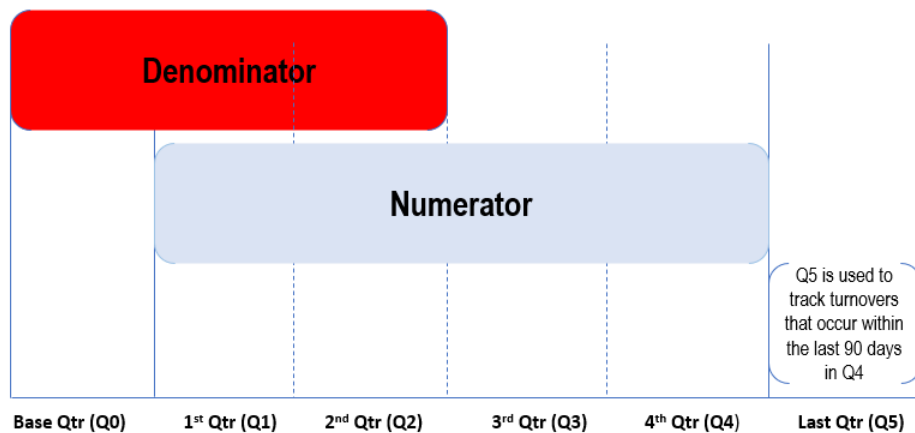 Denominator
Numerator
Q5 is used to
track turnovers
that occur within
the last 90 days
in Q4
Base Qtr (Q0) 1st Qtr (Q1) 2nd Qtr (Q2) 3rd Qtr (Q3) 4th Qtr (Q4) Last Qtr (Q5)